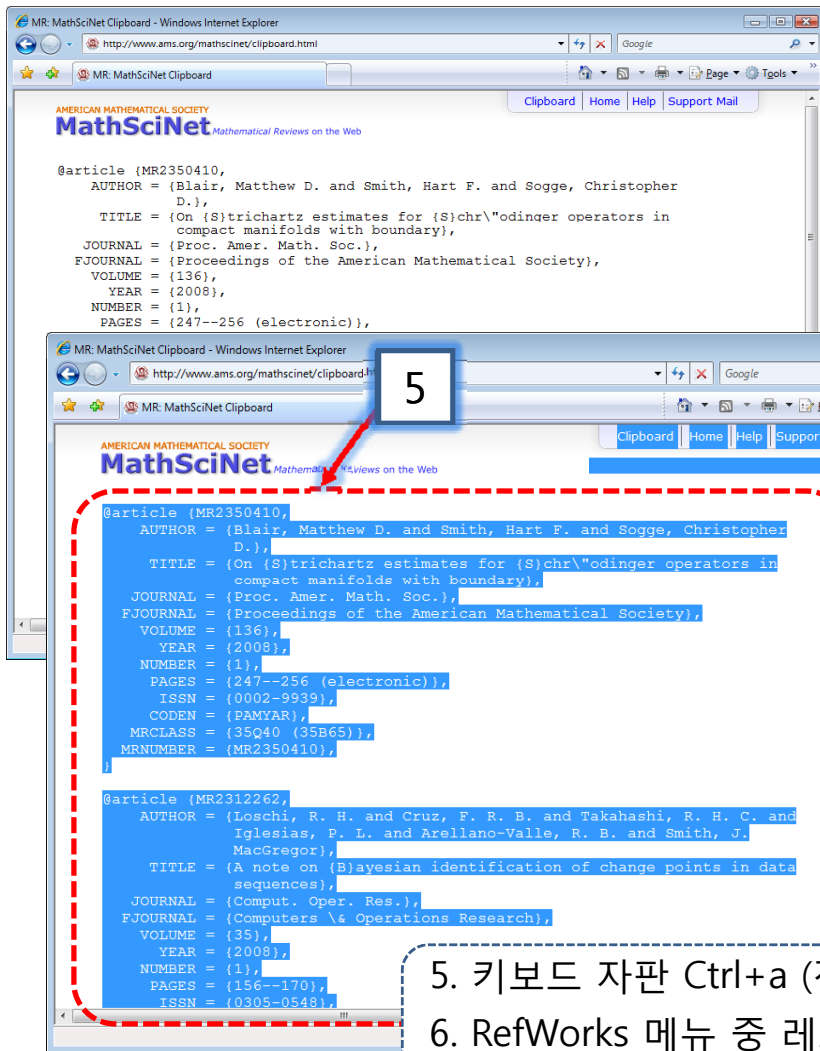 MR: MathSciNet Clipboard - Windows Internet Explorer
http://www.ams.org/mathscinet/clipboard.html
Google
MR: MathSciNet Clipboard
Page
Tools
Clipboard Home Help Support Mail
AMERICAN MATHEMATICAL SOCIETY
MathSciNet Mathematical Reviews on the Web
@article {MR2350410,
AUTHOR = {Blair, Matthew D. and Smith, Hart F. and Sogge, Christopher
D.},
TITLE = {On {S}trichartz estimates for {S}chr\"odinger operators in
compact manifolds with boundary},
JOURNAL = {Proc. Amer. Math. Soc.},
FJOURNAL = {Proceedings of the American Mathematical Society},
VOLUME = {136},
YEAR = {2008},
NUMBER = {1},
PAGES = {247--256 (electronic)},
MR: MathSciNet Clipboard - Windows Internet Explorer
http://www.ams.org/mathscinet/clipboard
Google
5
MR: MathSciNet Clipboard
Clipboard Home Help Suppor
AMERICAN MATHEMATICAL SOCIETY
MathSciNet on the Web
@article {MR2350410,
AUTHOR = {Blair, Matthew D. and Smith, Hart F. and Sogge, Christopher
D.},
TITLE = {On {S}trichartz estimates for {S}chr\"odinger operators in
compact manifolds with boundary},
JOURNAL = {Proc. Amer. Math. Soc.},
FJOURNAL = {Proceedings of the American Mathematical Society},
VOLUME = {136},
YEAR = {2008},
NUMBER = {1},
PAGES = {247--256 (electronic)},
ISSN = {0002-9939},
CODEN = {PAMYAR},
MRCLASS = {35Q40 (35B65)},
MRNUMBER = {MR2350410},
}
@article {MR2312262,
AUTHOR = {Loschi, R. H. and Cruz, F. R. B. and Takahashi, R. H. C. and
Iglesias, P. L. and Arellano-Valle, R. B. and Smith, J.
MacGregor},
TITLE = {A note on {B}ayesian identification of change points in data
sequences},
JOURNAL = {Comput. Oper. Res.},
FJOURNAL = {Computers \& Operations Research},
VOLUME = {35},
YEAR = {2008},
NUMBER = {1},
PAGES = {156--170},
ISSN = {0305-0548},
5. 키보드 자판 Ctrl+a (
6. RefWorks 메뉴 중 레